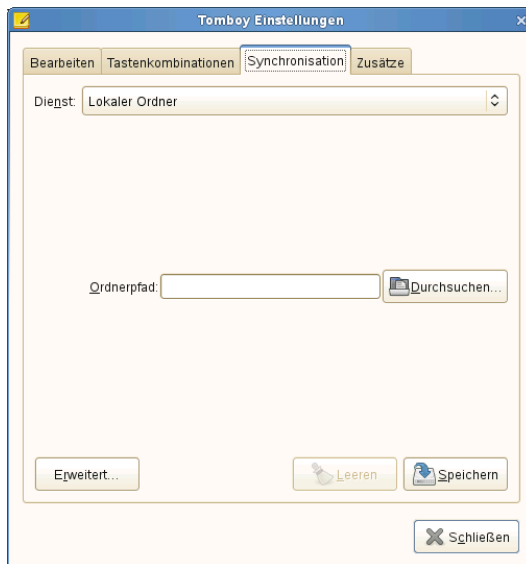 Tomboy Einstellungen
Bearbeiten Tastenkombinationen Synchronisation Zusätze
Dienst: Lokaler Ordner
Ordnerpfad: Durchsuchen...
Erweitert... Leeren Speichern
Schließen